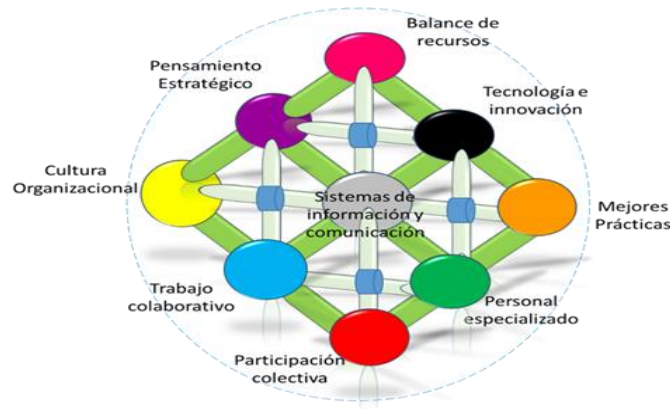 Balance de
recursos
Pensamiento
Estratégico
Tecnología e
innovación
Cultura
Organizacional
Sistemas de
información y
comunicación
Mejores
Prácticas
Trabajo
colaborativo
Personal
especializado
Participación
colectiva